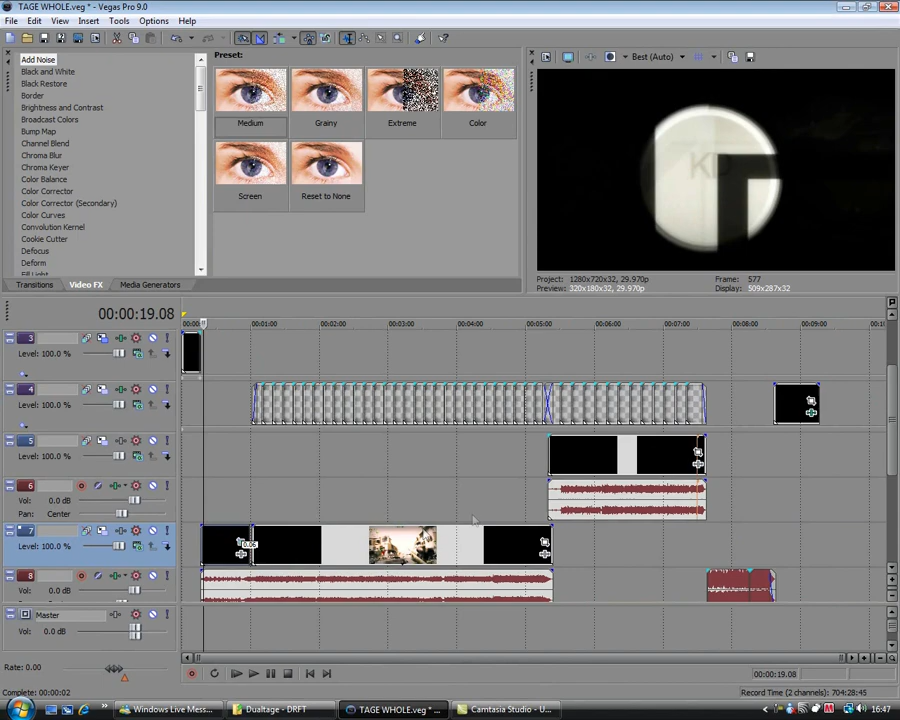 TAGE WHOLE.veg * - Vegas Pro 9.0
File Edit View Insert Tools Options Help
Add Noise
Black and White
Black Restore
Border
Brightness and Contrast
Broadcast Colors
Bump Map
Channel Blend
Chroma Blur
Chroma Keyer
Color Balance
Color Corrector
Color Corrector (Secondary)
Color Curves
Convolution Kernel
Cookie Cutter
Defocus
Deform
Fill Light
Preset:
Medium Grainy Extreme Color
Screen Reset to None
Transitions Video FX Media Generators
Best (Auto)
KD
Project: 1280x720x32, 29.970p Frame: 577
Preview: 320x180x32, 29.970p Display: 509x287x32
00:00:19.08
00:01:00 00:02:00 00:03:00 00:04:00 00:05:00 00:06:00 00:07:00 00:08:00 00:09:00
3
Level: 100.0 %
4
Level: 100.0 %
5
Level: 100.0 %
6
Vol: 0.0 dB
Pan: Center
7
Level: 100.0 %
0.06
8
Vol: 0.0 dB
Master
Vol: 0.0 dB
Rate: 0.00
00:00:19.08
Complete: 00:00:02
Record Time (2 channels): 704:28:45
Windows Live Mess...
Dualtage - DRFT
TAGE WHOLE.veg * ...
Camtasia Studio - U...
16:47